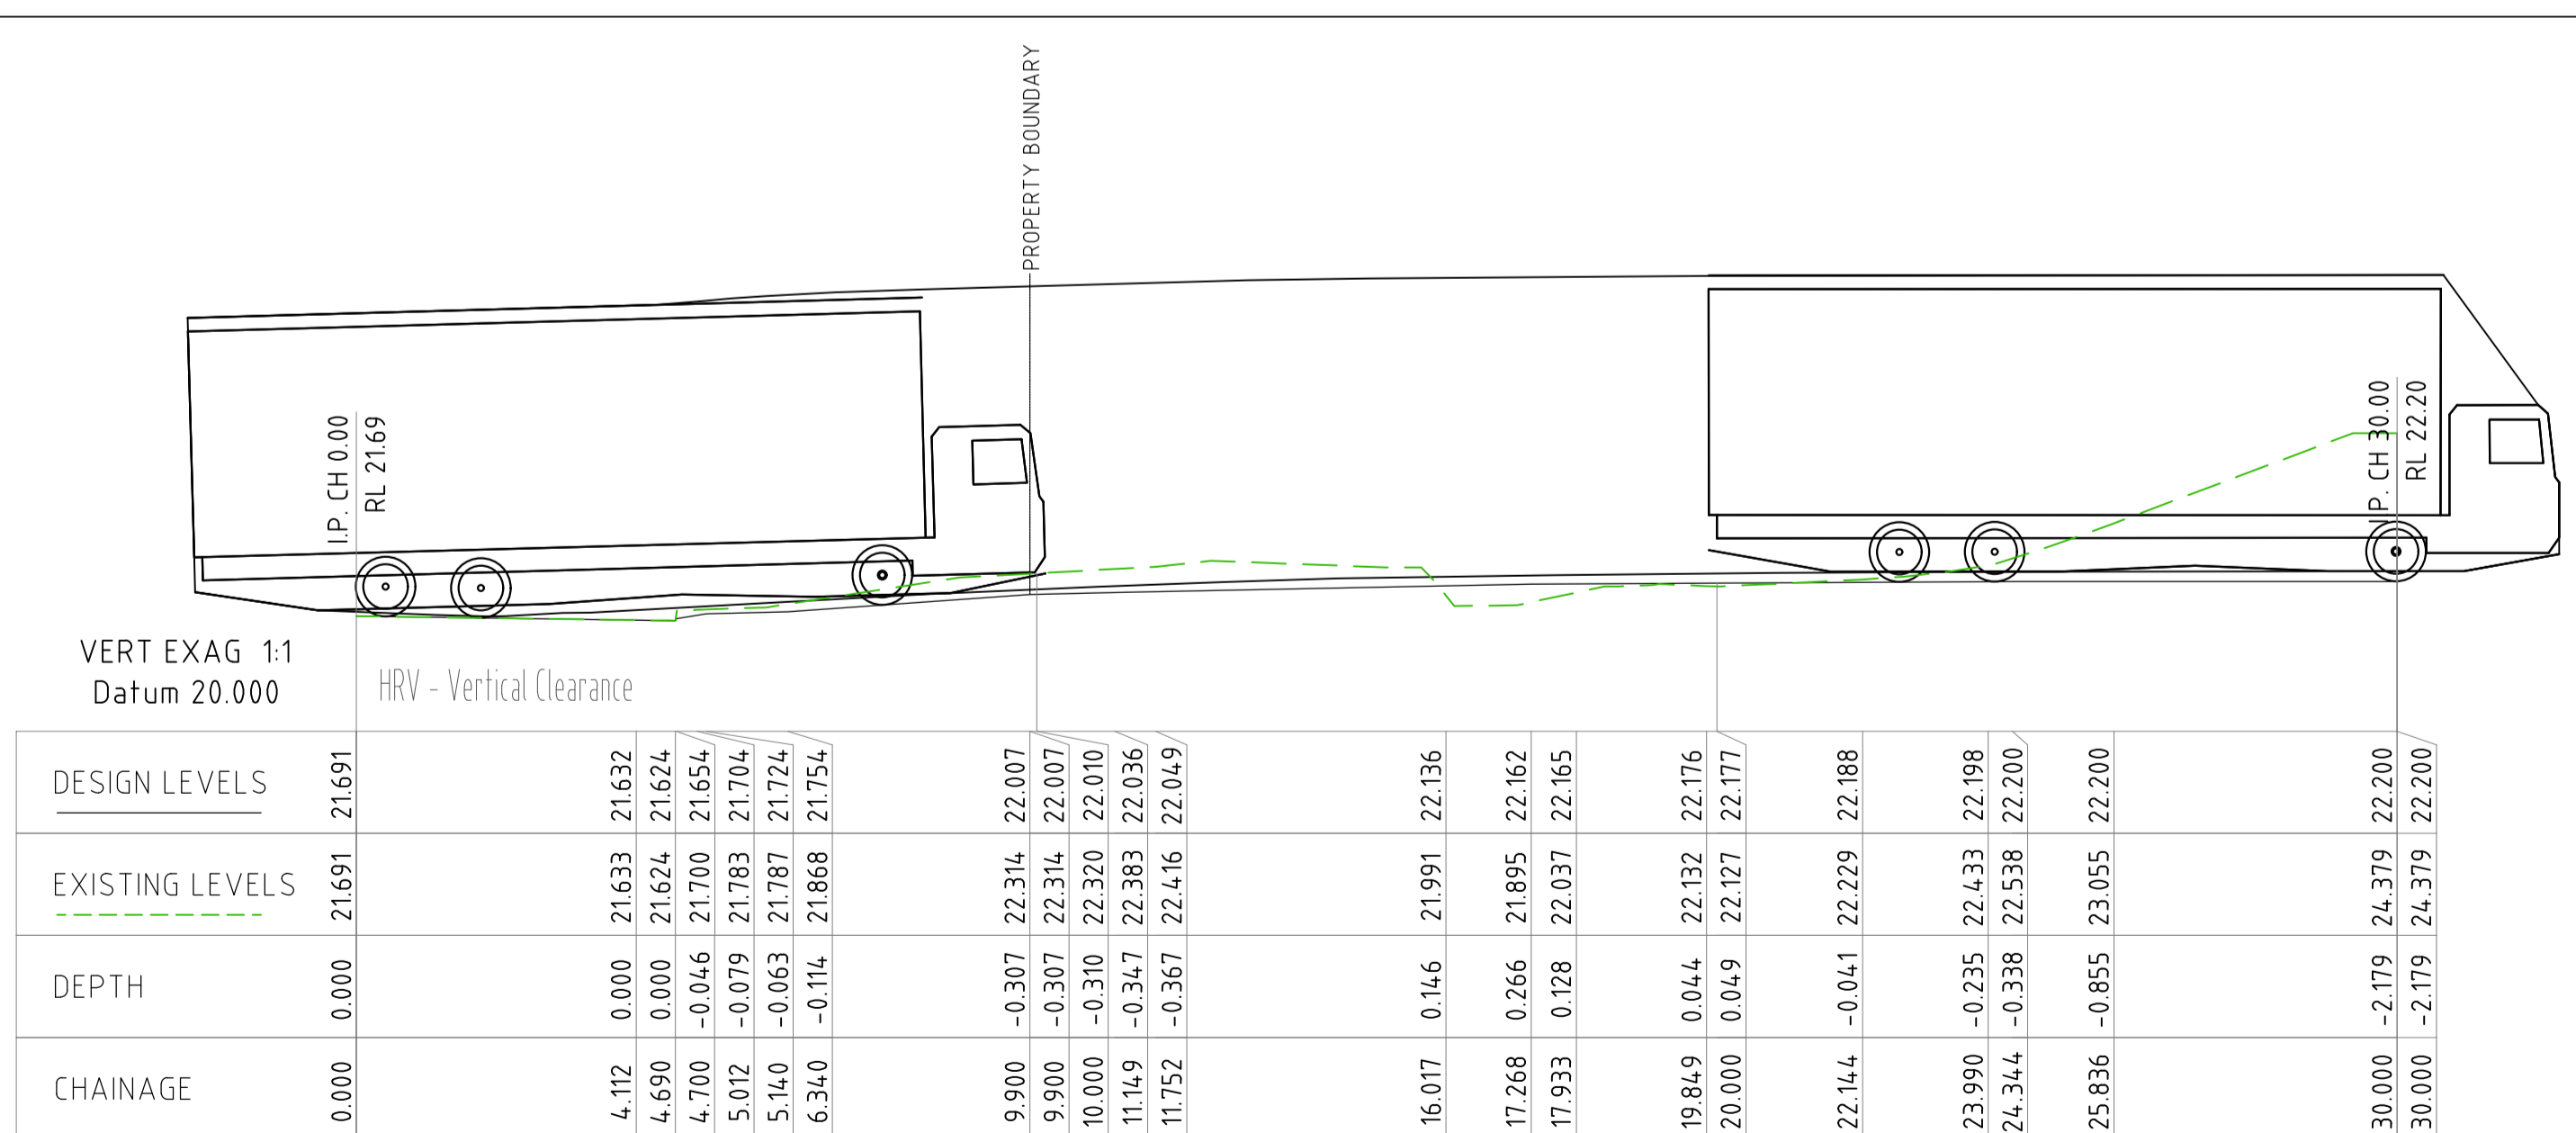 PROPERTY BOUNDARY
I.P. CH 0.00
RL 21.69
I.P. CH 30.00
RL 22.20
VERT EXAG 1:1
Datum 20.000
HRV - Vertical Clearance
DESIGN LEVELS 21.691 21.632 21.624 21.654 21.704 21.724 21.754 22.007 22.007 22.010 22.036 22.049 22.136 22.162 22.165 22.176 22.177 22.188 22.198 22.200 22.200 22.200 22.200
EXISTING LEVELS 21.691 21.633 21.624 21.700 21.783 21.787 21.868 22.314 22.314 22.320 22.383 22.416 21.991 21.895 22.037 22.132 22.127 22.229 22.433 22.538 23.055 24.379 24.379
DEPTH 0.000 0.000 0.000 -0.046 -0.079 -0.063 -0.114 -0.307 -0.307 -0.310 -0.347 -0.367 0.146 0.266 0.128 0.044 0.049 -0.041 -0.235 -0.338 -0.855 -2.179 -2.179
CHAINAGE 0.000 4.112 4.690 4.700 5.012 5.140 6.340 9.900 9.900 10.000 11.149 11.752 16.017 17.268 17.933 19.849 20.000 22.144 23.990 24.344 25.836 30.000 30.000